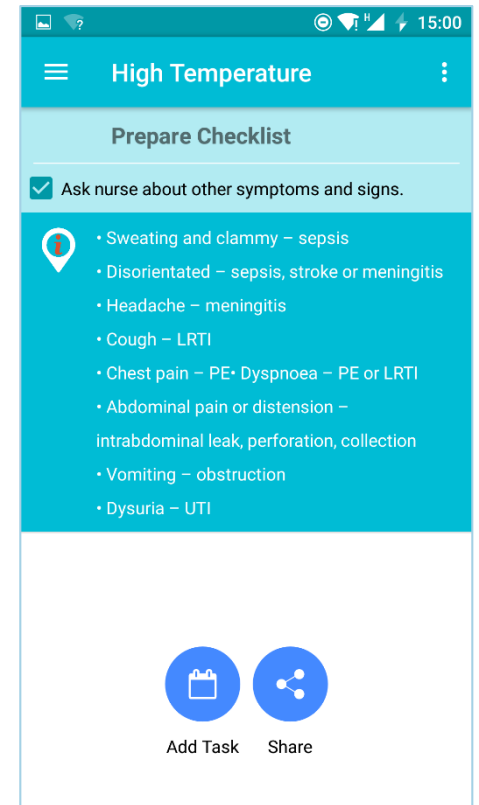 15:00
High Temperature
Prepare Checklist
Ask nurse about other symptoms and signs.
• Sweating and clammy – sepsis
• Disorientated – sepsis, stroke or meningitis
• Headache – meningitis
• Cough – LRTI
• Chest pain – PE• Dyspnoea – PE or LRTI
• Abdominal pain or distension –
intrabdominal leak, perforation, collection
• Vomiting – obstruction
• Dysuria – UTI
Add Task Share